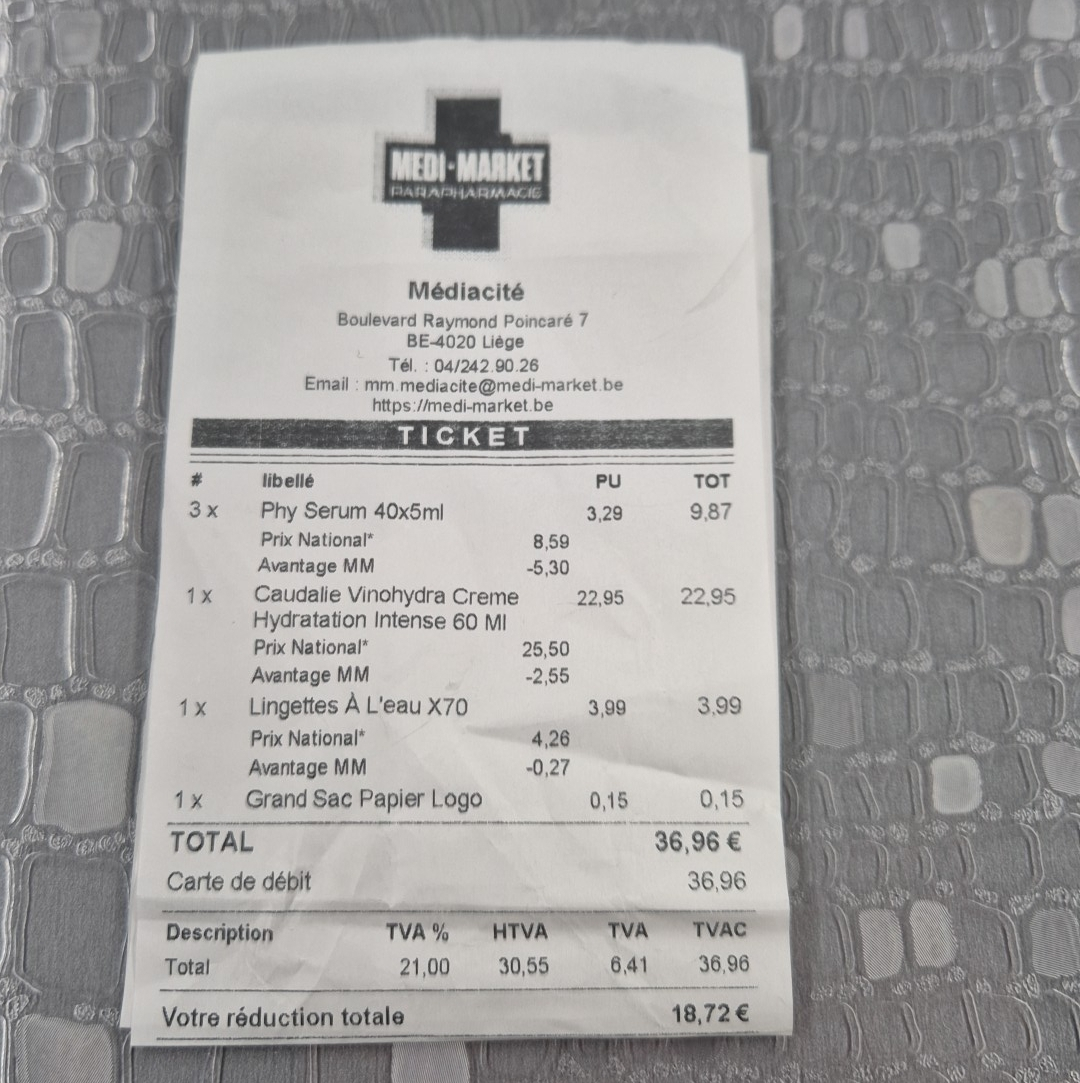 MEDI-MARKET
PARAPHARMACIE
Médiacité
Boulevard Raymond Poincaré 7
BE-4020 Liège
Tél. : 04/242.90.26
Email : mm.mediacite@medi-market.be
https://medi-market.be
TICKET
# libellé PU TOT
3 x Phy Serum 40x5ml 3,29 9,87
Prix National* 8,59
Avantage MM -5,30
1 x Caudalie Vinohydra Creme 22,95 22,95
Hydratation Intense 60 Ml
Prix National* 25,50
Avantage MM -2,55
1 x Lingettes À L'eau X70 3,99 3,99
Prix National* 4,26
Avantage MM -0,27
1 x Grand Sac Papier Logo 0,15 0,15
TOTAL 36,96 €
Carte de débit 36,96
Description TVA % HTVA TVA TVAC
Total 21,00 30,55 6,41 36,96
Votre réduction totale 18,72 €